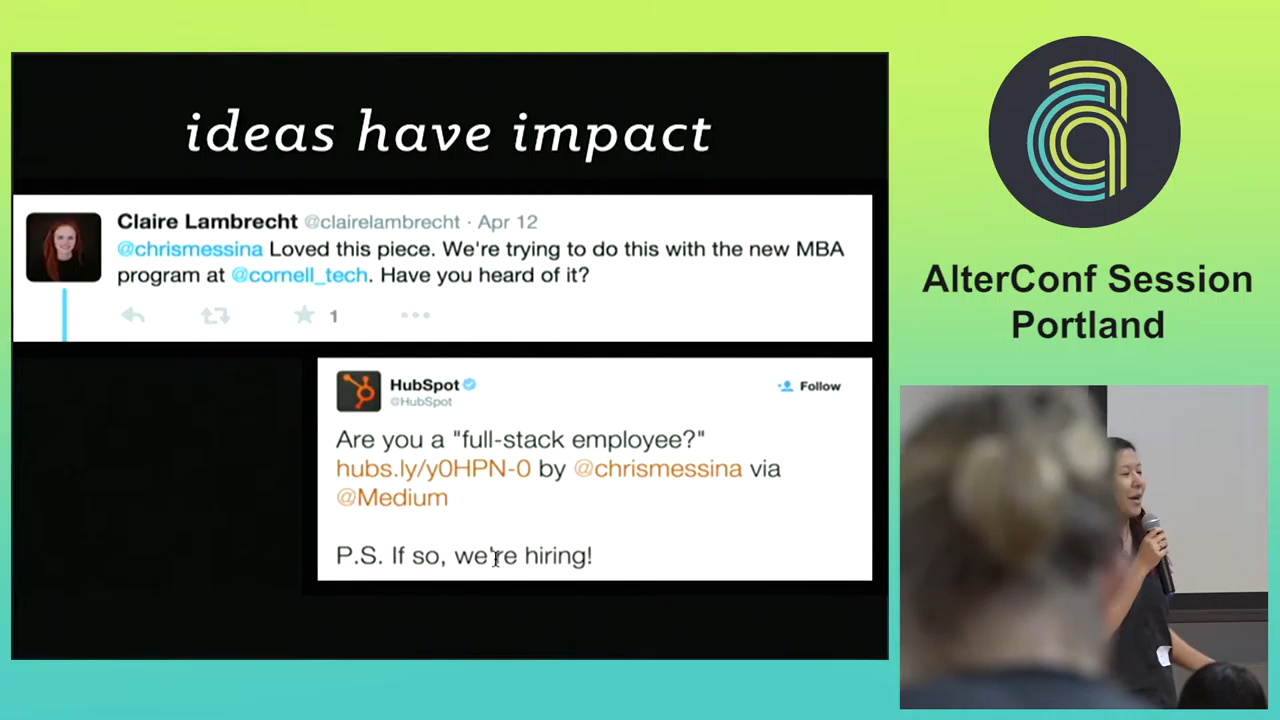 ideas have impact
Claire Lambrecht @clairelambrecht · Apr 12
@chrismessina Loved this piece. We're trying to do this with the new MBA
program at @cornell_tech. Have you heard of it?
1
HubSpot
Follow
@HubSpot
Are you a "full-stack employee?"
hubs.ly/y0HPN-0 by @chrismessina via
@Medium
P.S. If so, we're hiring!
AlterConf Session
Portland